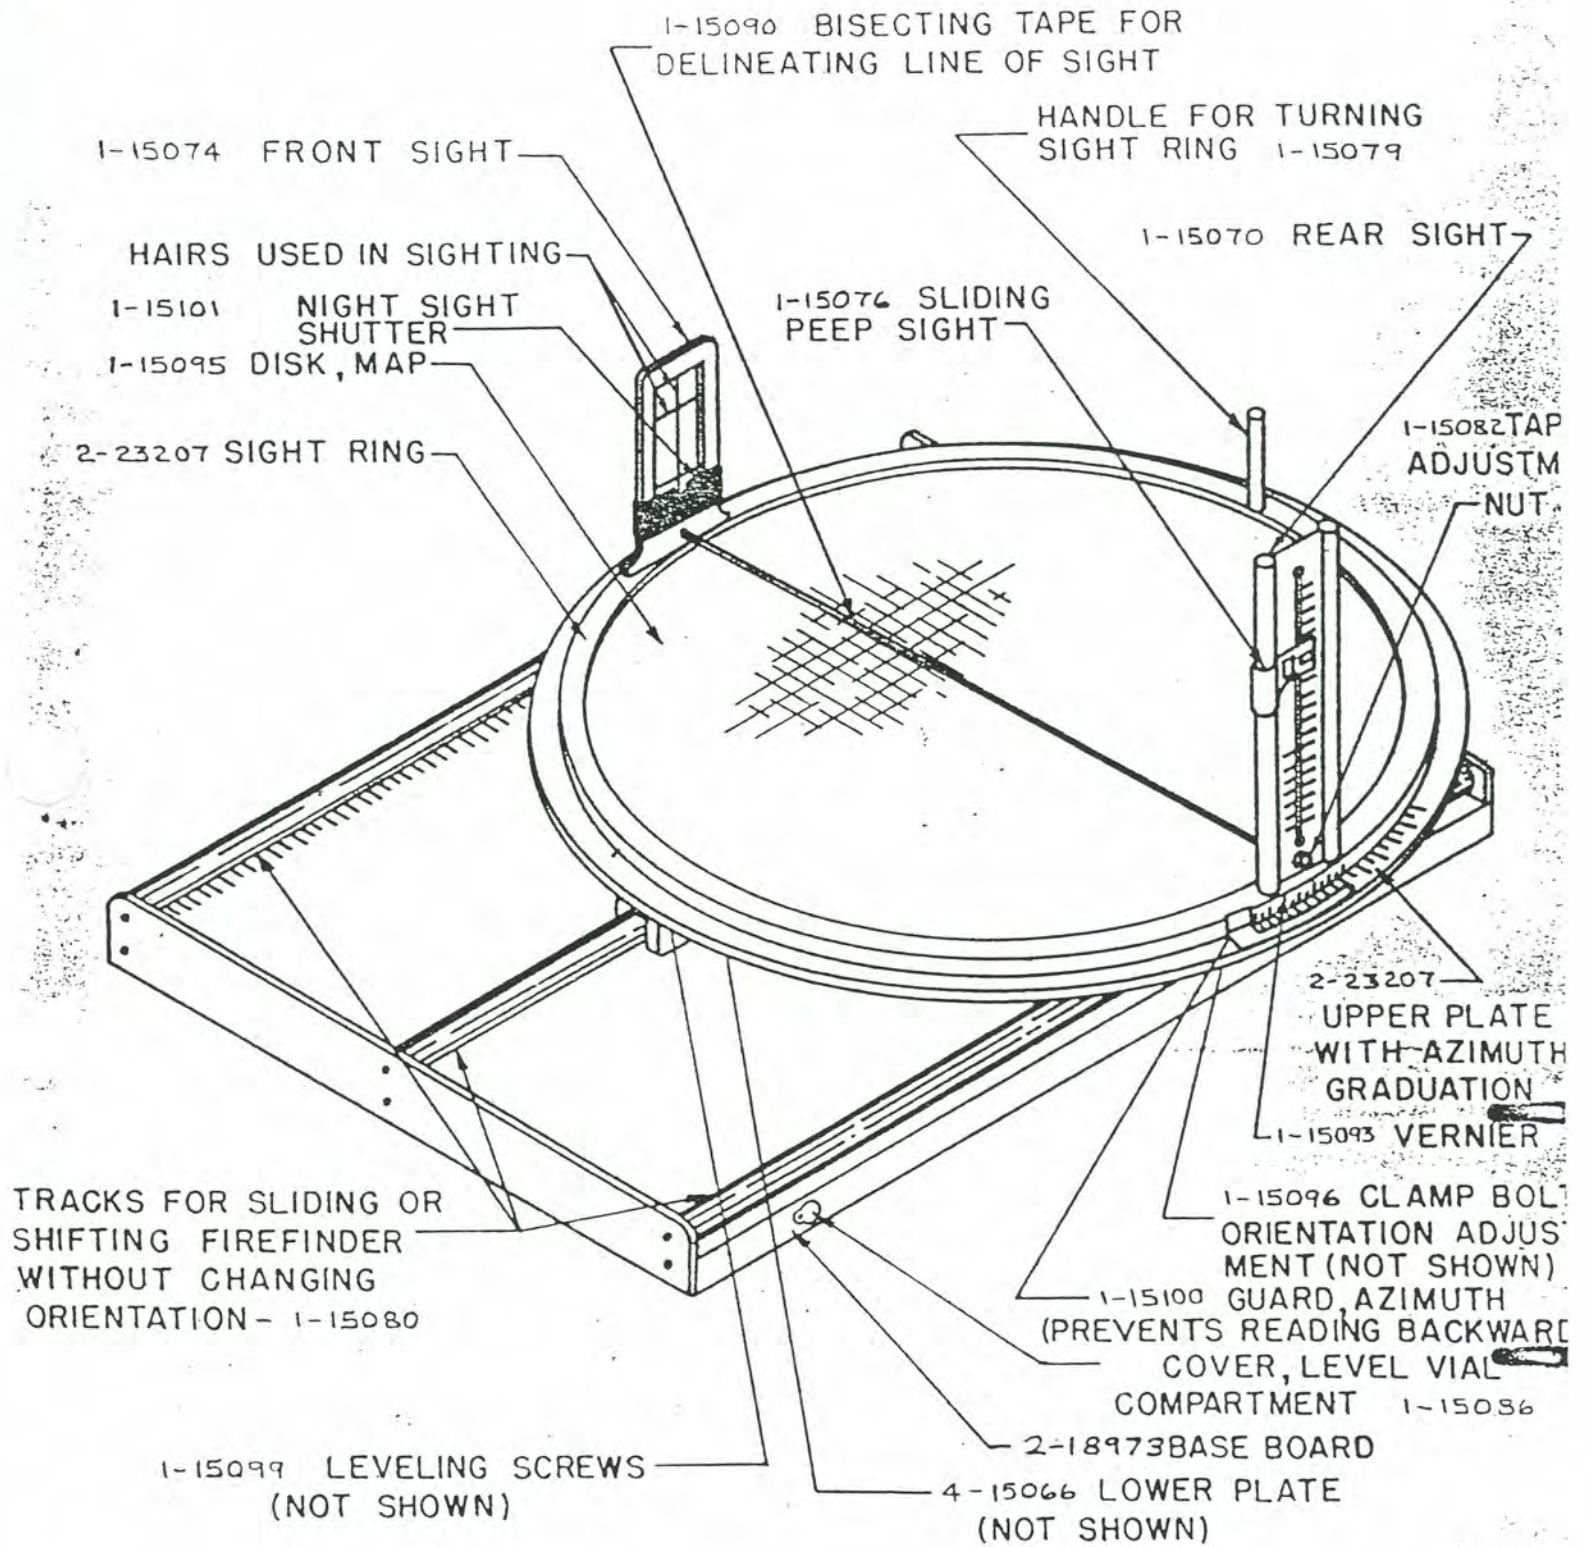 1-15090 BISECTING TAPE FOR
DELINEATING LINE OF SIGHT
HANDLE FOR TURNING
SIGHT RING 1-15079
1-15074 FRONT SIGHT
1-15070 REAR SIGHT
HAIRS USED IN SIGHTING
1-15101 NIGHT SIGHT
SHUTTER
1-15076 SLIDING
PEEP SIGHT
1-15095 DISK, MAP
1-15082 TAP
ADJUSTM
NUT
2-23207 SIGHT RING
2-23207
UPPER PLATE
WITH AZIMUTH
GRADUATION
1-15093 VERNIER
TRACKS FOR SLIDING OR
SHIFTING FIREFINDER
WITHOUT CHANGING
ORIENTATION - 1-15080
1-15096 CLAMP BOLT
ORIENTATION ADJUS
MENT (NOT SHOWN)
1-15100 GUARD, AZIMUTH
(PREVENTS READING BACKWARD
COVER, LEVEL VIAL
COMPARTMENT 1-15036
2-18973 BASE BOARD
1-15099 LEVELING SCREWS
(NOT SHOWN)
4-15066 LOWER PLATE
(NOT SHOWN)